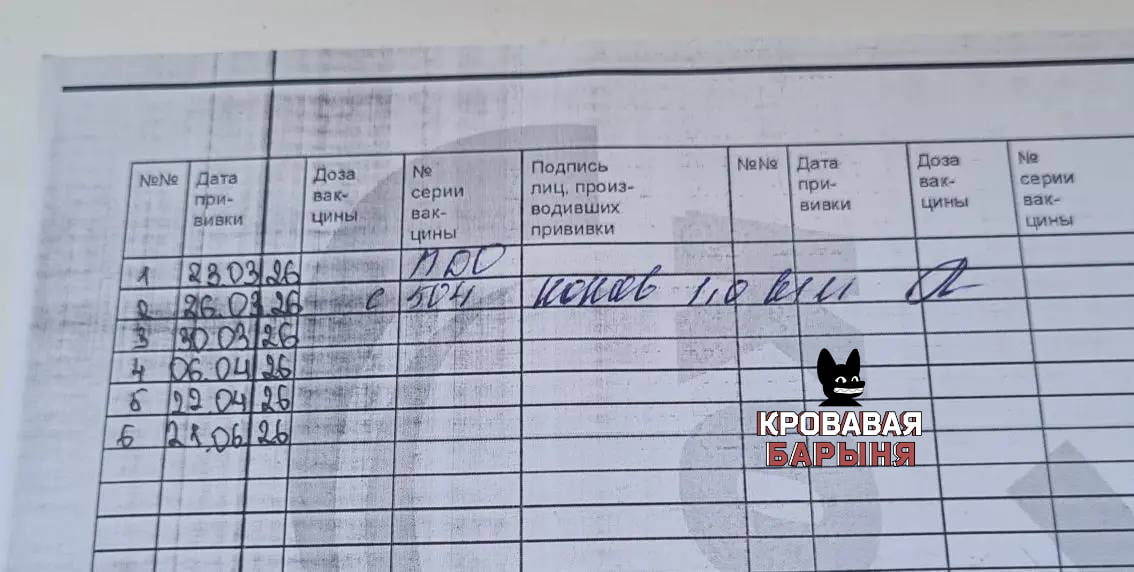 №№ Дата при- вивки Доза вак- цины № серии вак- цины Подпись лиц, произ- водивших прививки №№ Дата при- вивки Доза вак- цины № серии вак- цины
1 23.03 26
2 26.03 26 с 504 1,0
3 30.03 26
4 06.04 26
5 22.04 26
6 21.06 26
КРОВАВАЯ
БАРЫНЯ